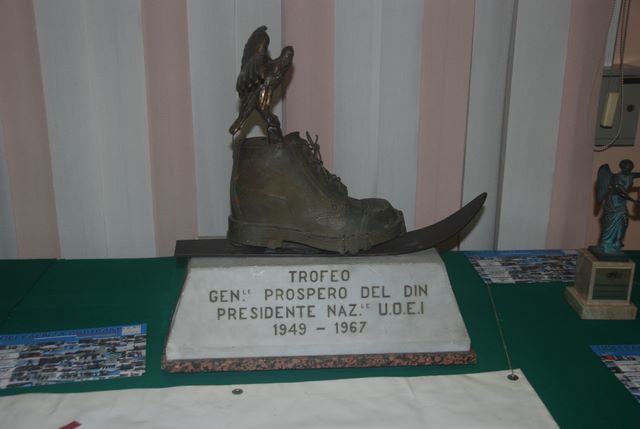 TROFEO
GEN.LE PROSPERO DEL DIN
PRESIDENTE NAZ.LE U.O.E.I
1949 - 1967